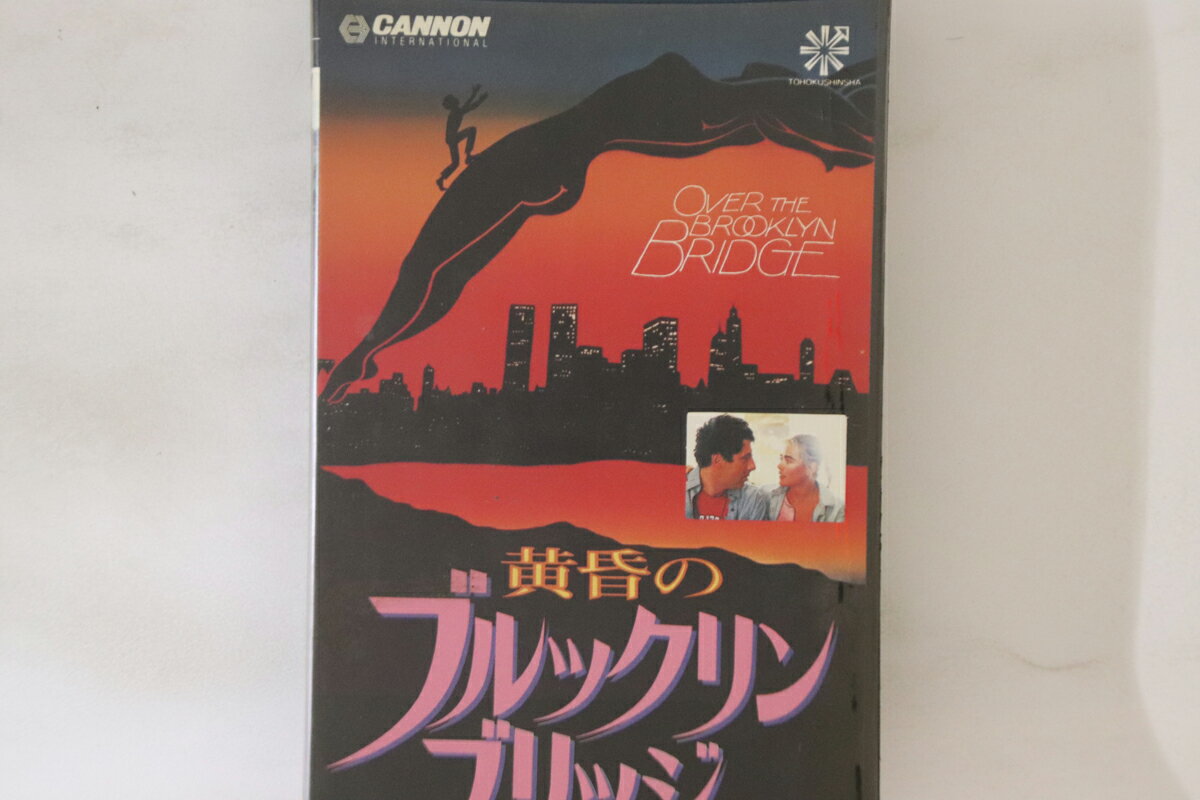 CANNON
INTERNATIONAL
TOHOKUSHINSHA
OVER THE
BROOKLYN
BRIDGE
黄昏の
ブルックリン
ブリッジ